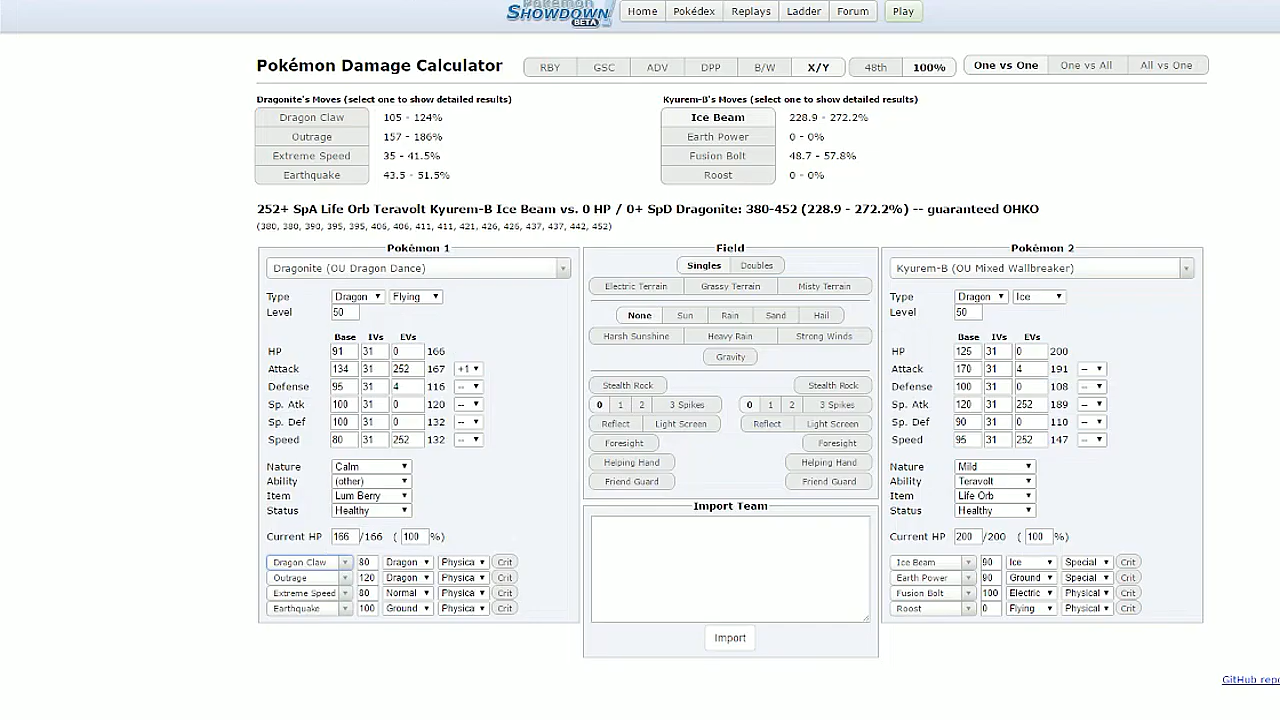 Pokémon
Showdown
BETA
Home Pokédex Replays Ladder Forum Play
Pokémon Damage Calculator RBY GSC ADV DPP B/W X/Y 48th 100% One vs One One vs All All vs One
Dragonite's Moves (select one to show detailed results) Kyurem-B's Moves (select one to show detailed results)
Dragon Claw 105 - 124% Ice Beam 228.9 - 272.2%
Outrage 157 - 186% Earth Power 0 - 0%
Extreme Speed 35 - 41.5% Fusion Bolt 48.7 - 57.8%
Earthquake 43.5 - 51.5% Roost 0 - 0%
252+ SpA Life Orb Teravolt Kyurem-B Ice Beam vs. 0 HP / 0+ SpD Dragonite: 380-452 (228.9 - 272.2%) -- guaranteed OHKO
(380, 380, 390, 395, 395, 406, 406, 411, 411, 421, 426, 426, 437, 437, 442, 452)
Pokémon 1
Dragonite (OU Dragon Dance)
Type Dragon Flying
Level 50
Base IVs EVs
HP 91 31 0 166
Attack 134 31 252 167 +1
Defense 95 31 4 116 --
Sp. Atk 100 31 0 120 --
Sp. Def 100 31 0 132 --
Speed 80 31 252 132 --
Nature Calm
Ability (other)
Item Lum Berry
Status Healthy
Current HP 166 /166 ( 100 %)
Dragon Claw 80 Dragon Physica Crit
Outrage 120 Dragon Physica Crit
Extreme Speed 80 Normal Physica Crit
Earthquake 100 Ground Physica Crit
Field
Singles Doubles
Electric Terrain Grassy Terrain Misty Terrain
None Sun Rain Sand Hail
Harsh Sunshine Heavy Rain Strong Winds
Gravity
Stealth Rock Stealth Rock
0 1 2 3 Spikes 0 1 2 3 Spikes
Reflect Light Screen Reflect Light Screen
Foresight Foresight
Helping Hand Helping Hand
Friend Guard Friend Guard
Import Team
Import
Pokémon 2
Kyurem-B (OU Mixed Wallbreaker)
Type Dragon Ice
Level 50
Base IVs EVs
HP 125 31 0 200
Attack 170 31 4 191 --
Defense 100 31 0 108 --
Sp. Atk 120 31 252 189 --
Sp. Def 90 31 0 110 --
Speed 95 31 252 147 --
Nature Mild
Ability Teravolt
Item Life Orb
Status Healthy
Current HP 200 /200 ( 100 %)
Ice Beam 90 Ice Special Crit
Earth Power 90 Ground Special Crit
Fusion Bolt 100 Electric Physical Crit
Roost 0 Flying Physical Crit
GitHub repo